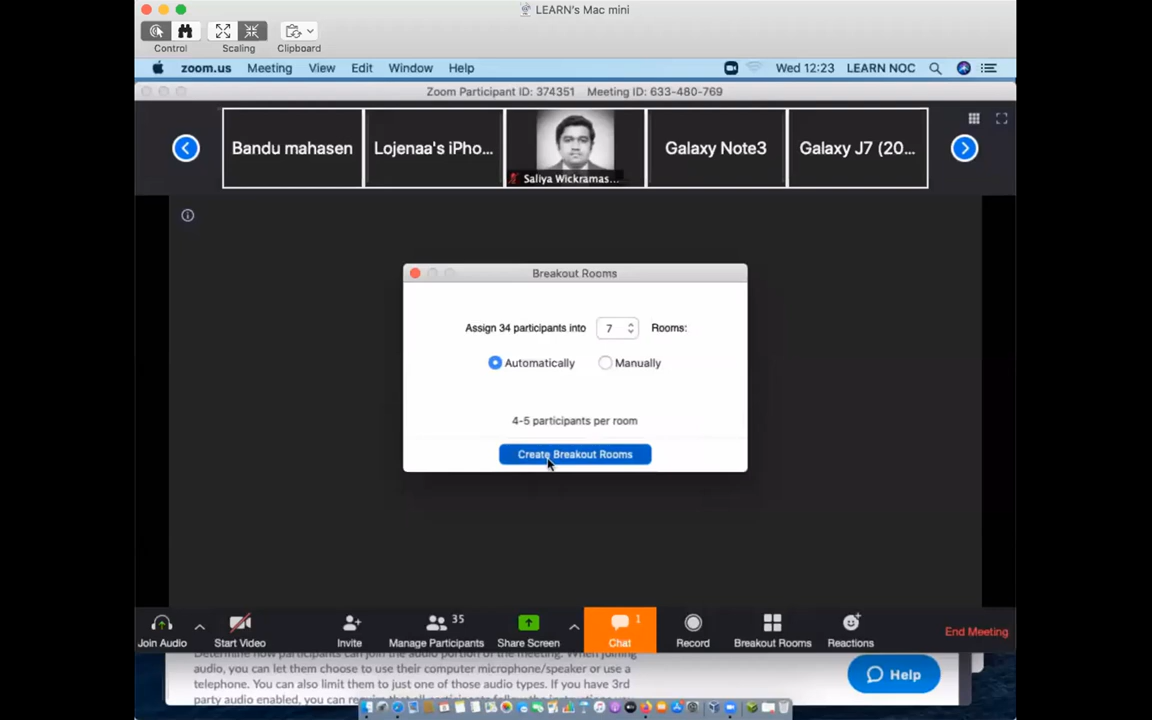 LEARN's Mac mini
Control
Scaling
Clipboard
zoom.us Meeting View Edit Window Help Wed 12:23 LEARN NOC
Zoom Participant ID: 374351 Meeting ID: 633-480-769
Bandu mahasen
Lojenaa's iPho...
Saliya Wickramas...
Galaxy Note3
Galaxy J7 (20...
Breakout Rooms
Assign 34 participants into 7 Rooms:
Automatically Manually
4-5 participants per room
Create Breakout Rooms
35
1
Join Audio Start Video Invite Manage Participants Share Screen Chat Record Breakout Rooms Reactions End Meeting
audio, you can let them choose to use their computer microphone/speaker or use a
telephone. You can also limit them to just one of those audio types. If you have 3rd
Help